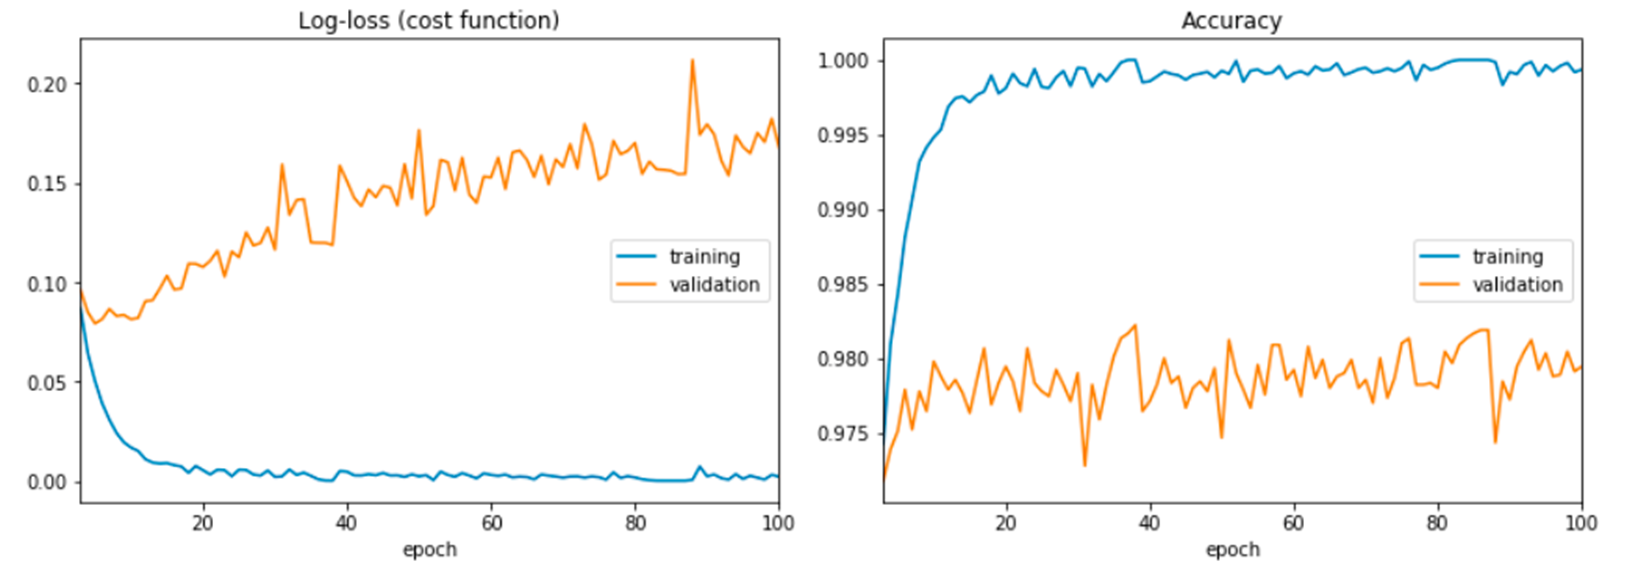 Log-loss (cost function)
0.20
0.15
0.10
0.05
0.00
training
validation
20 40 60 80 100
epoch
Accuracy
1.000
0.995
0.990
0.985
0.980
0.975
training
validation
20 40 60 80 100
epoch